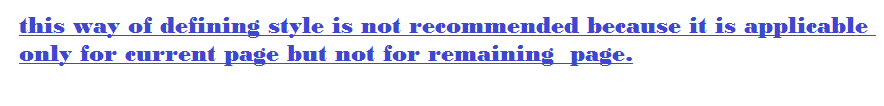 this way of defining style is not recommended because it is applicable
only for current page but not for remaining  page.